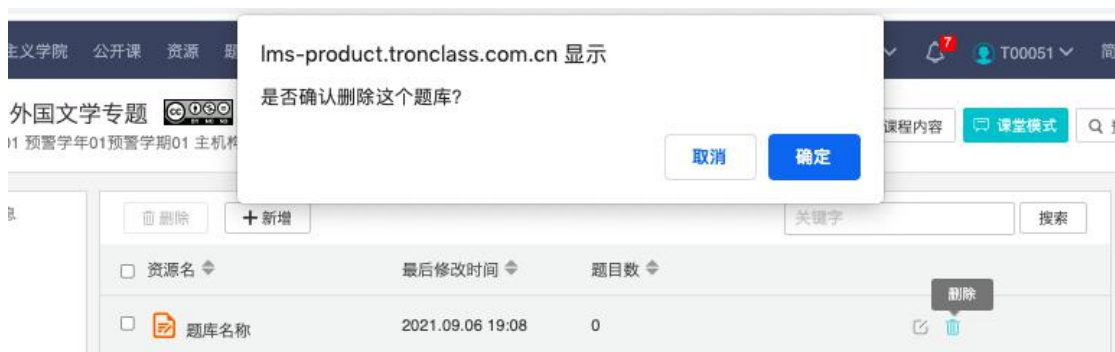 主义学院 公开课 资源 题 7 T00051 简
lms-product.tronclass.com.cn 显示
是否确认删除这个题库?
取消 确定
外国文学专题
01 预警学年01预警学期01 主机构
课程内容 课堂模式
删除 +新增 关键字 搜索
资源名 最后修改时间 题目数
删除
题库名称 2021.09.06 19:08 0